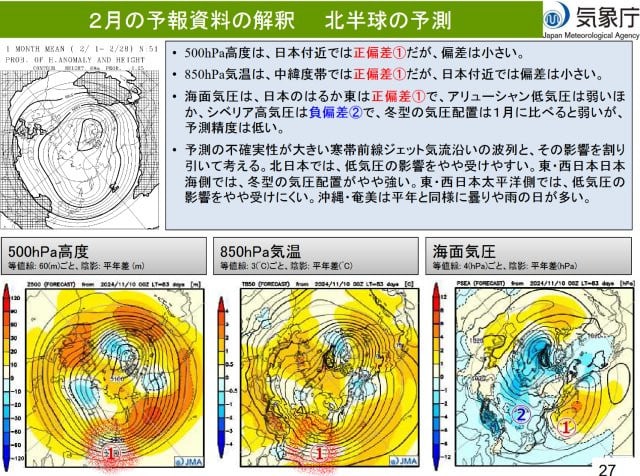 ２月の予報資料の解釈　北半球の予測
気象庁
Japan Meteorological Agency
1 MONTH MEAN ( 2/ 1- 2/28) N:51
PROB. OF H.ANOMALY AND HEIGHT
• 500hPa高度は、日本付近では正偏差①だが、偏差は小さい。
• 850hPa気温は、中緯度帯では正偏差①だが、日本付近では偏差は小さい。
• 海面気圧は、日本のはるか東は正偏差①で、アリューシャン低気圧は弱いほ
か、シベリア高気圧は負偏差②で、冬型の気圧配置は１月に比べると弱いが、
予測精度は低い。
• 予測の不確実性が大きい寒帯前線ジェット気流沿いの波列と、その影響を割り
引いて考える。北日本では、低気圧の影響をやや受けやすい。東・西日本日本
海側では、冬型の気圧配置がやや強い。東・西日本太平洋側では、低気圧の
影響をやや受けにくい。沖縄・奄美は平年と同様に曇りや雨の日が多い。
500hPa高度
等値線: 60(m)ごと、陰影: 平年差 (m)
850hPa気温
等値線: 3(℃)ごと、陰影: 平年差(℃)
海面気圧
等値線: 4(hPa)ごと、陰影: 平年差(hPa)
Z500 (FORECAST) from 2024/11/10 00Z LT=83 days [m]
T850 (FORECAST) from 2024/11/10 00Z LT=83 days [℃]
PSEA (FORECAST) from 2024/11/10 00Z LT=83 days [hPa]
①
JMA
①
JMA
②
①
27